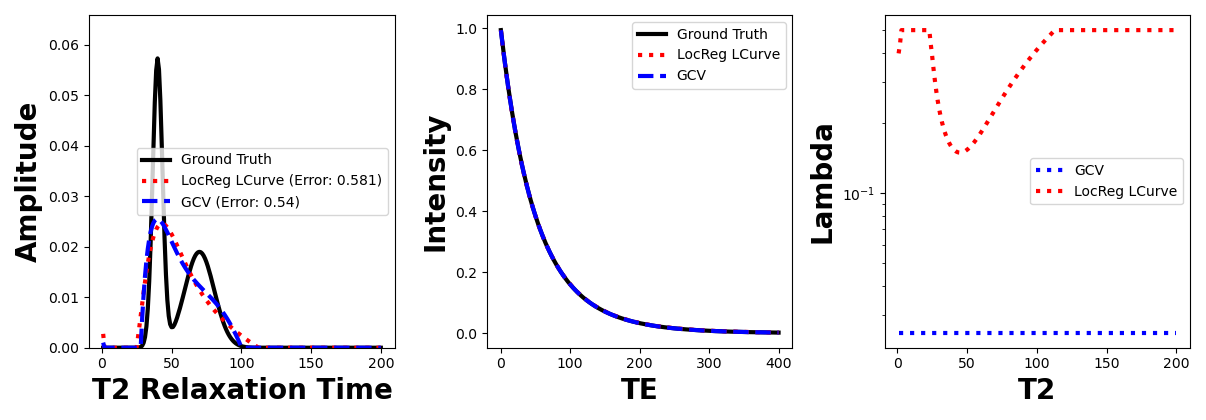 Amplitude
0.06
0.05
0.04
0.03
0.02
0.01
0.00
Ground Truth
LocReg LCurve (Error: 0.581)
GCV (Error: 0.54)
0 50 100 150 200
T2 Relaxation Time
Intensity
1.0
0.8
0.6
0.4
0.2
0.0
Ground Truth
LocReg LCurve
GCV
0 100 200 300 400
TE
Lambda
10⁻¹
GCV
LocReg LCurve
0 50 100 150 200
T2